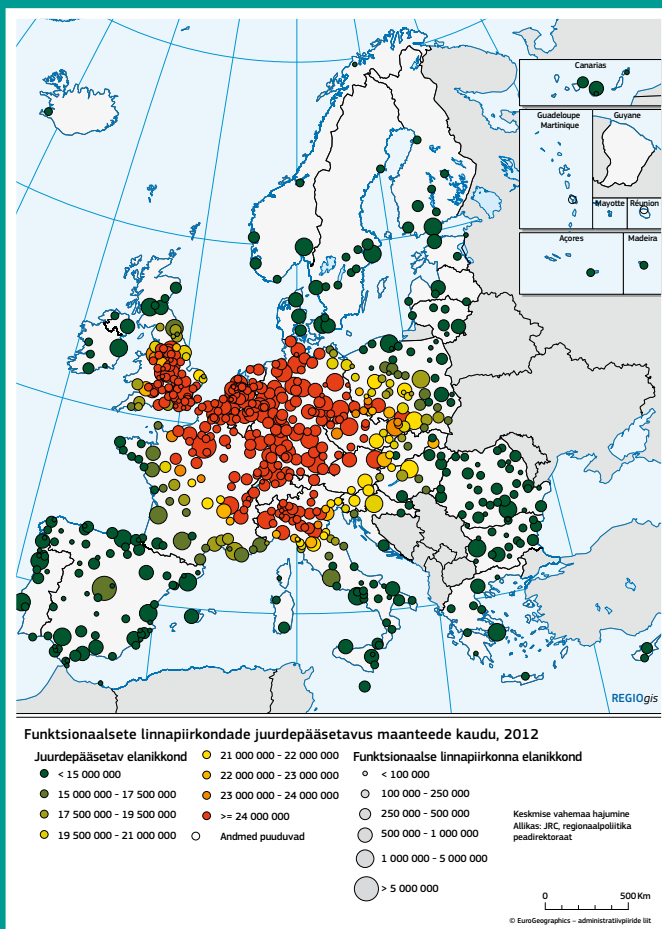 Canarias
Guadeloupe
Martinique
Guyane
Mayotte
Réunion
Açores
Madeira
REGIOgis
Funktsionaalsete linnapiirkondade juurdepääsetavus maanteede kaudu, 2012
Juurdepääsetav elanikkond
< 15 000 000
15 000 000 - 17 500 000
17 500 000 - 19 500 000
19 500 000 - 21 000 000
21 000 000 - 22 000 000
22 000 000 - 23 000 000
23 000 000 - 24 000 000
>= 24 000 000
Andmed puuduvad
Funktsionaalse linnapiirkonna elanikkond
< 100 000
100 000 - 250 000
250 000 - 500 000
500 000 - 1 000 000
1 000 000 - 5 000 000
> 5 000 000
Keskmise vahemaa hajumine
Allikas: JRC, regionaalpoliitika
peadirektoraat
0 500 Km
© EuroGeographics – administratiivpiiride liit